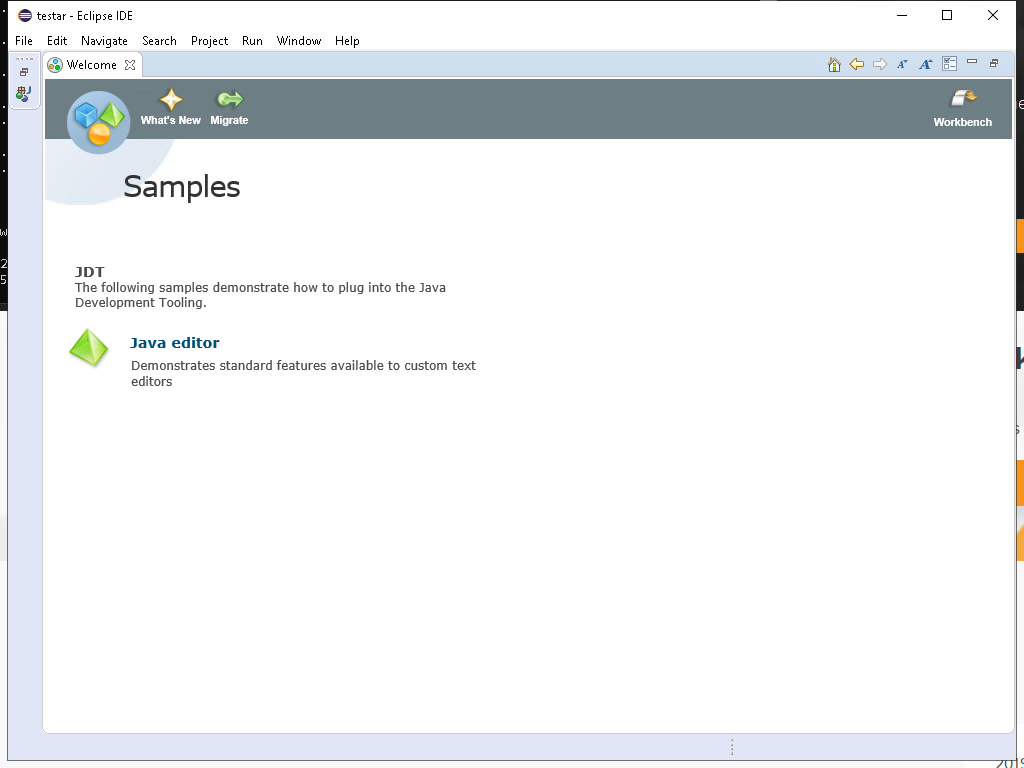 testar - Eclipse IDE
File Edit Navigate Search Project Run Window Help
Welcome
What's New Migrate Workbench
Samples
JDT
The following samples demonstrate how to plug into the Java
Development Tooling.
Java editor
Demonstrates standard features available to custom text
editors